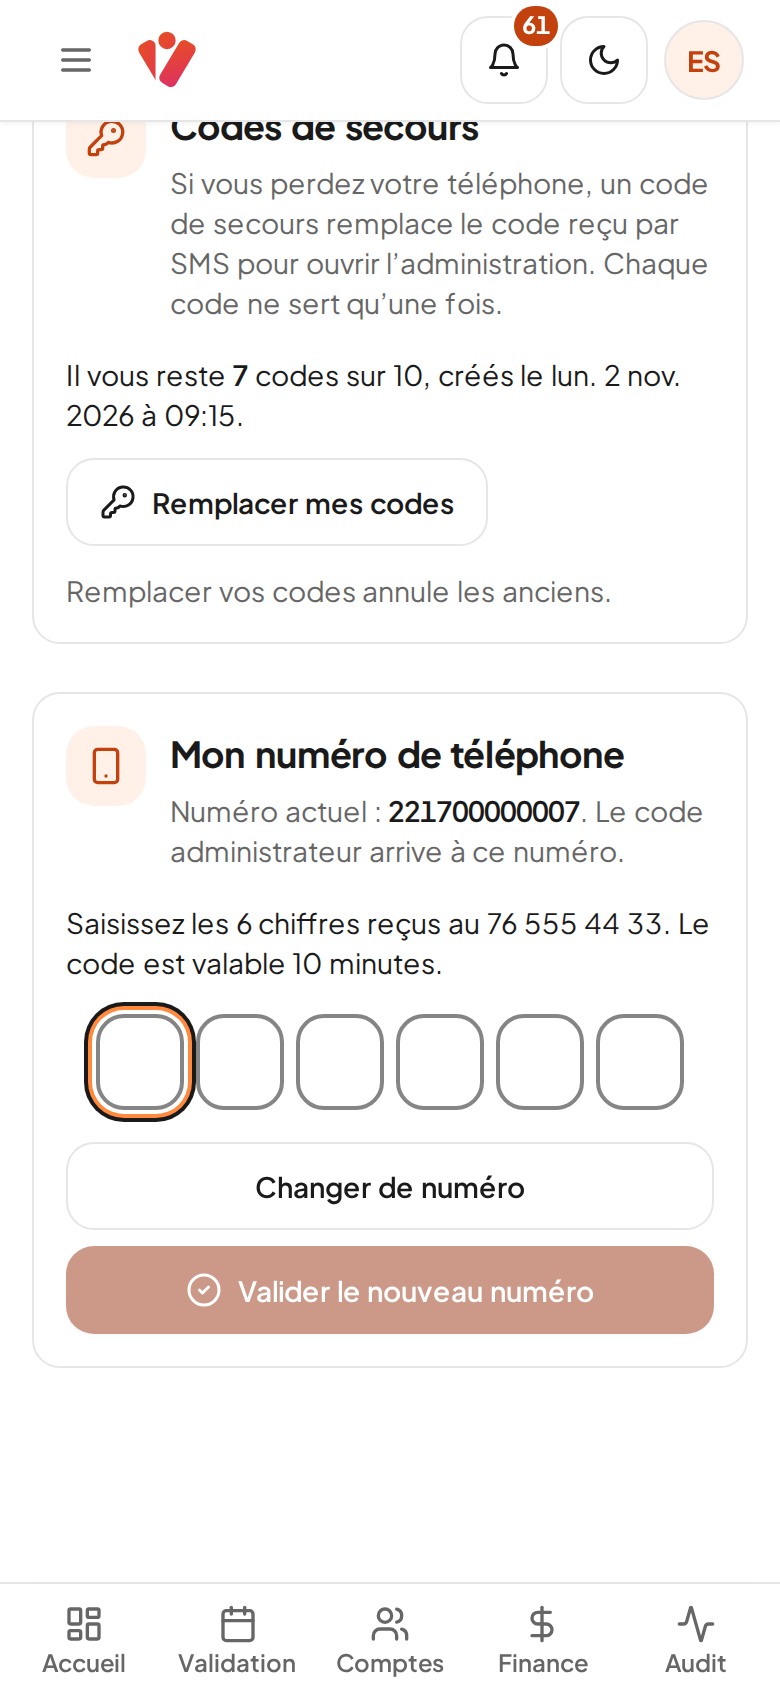 61
ES
Codes de secours
Si vous perdez votre téléphone, un code
de secours remplace le code reçu par
SMS pour ouvrir l’administration. Chaque
code ne sert qu’une fois.
Il vous reste 7 codes sur 10, créés le lun. 2 nov.
2026 à 09:15.
Remplacer mes codes
Remplacer vos codes annule les anciens.
Mon numéro de téléphone
Numéro actuel : 221700000007. Le code
administrateur arrive à ce numéro.
Saisissez les 6 chiffres reçus au 76 555 44 33. Le
code est valable 10 minutes.
Changer de numéro
Valider le nouveau numéro
Accueil Validation Comptes Finance Audit